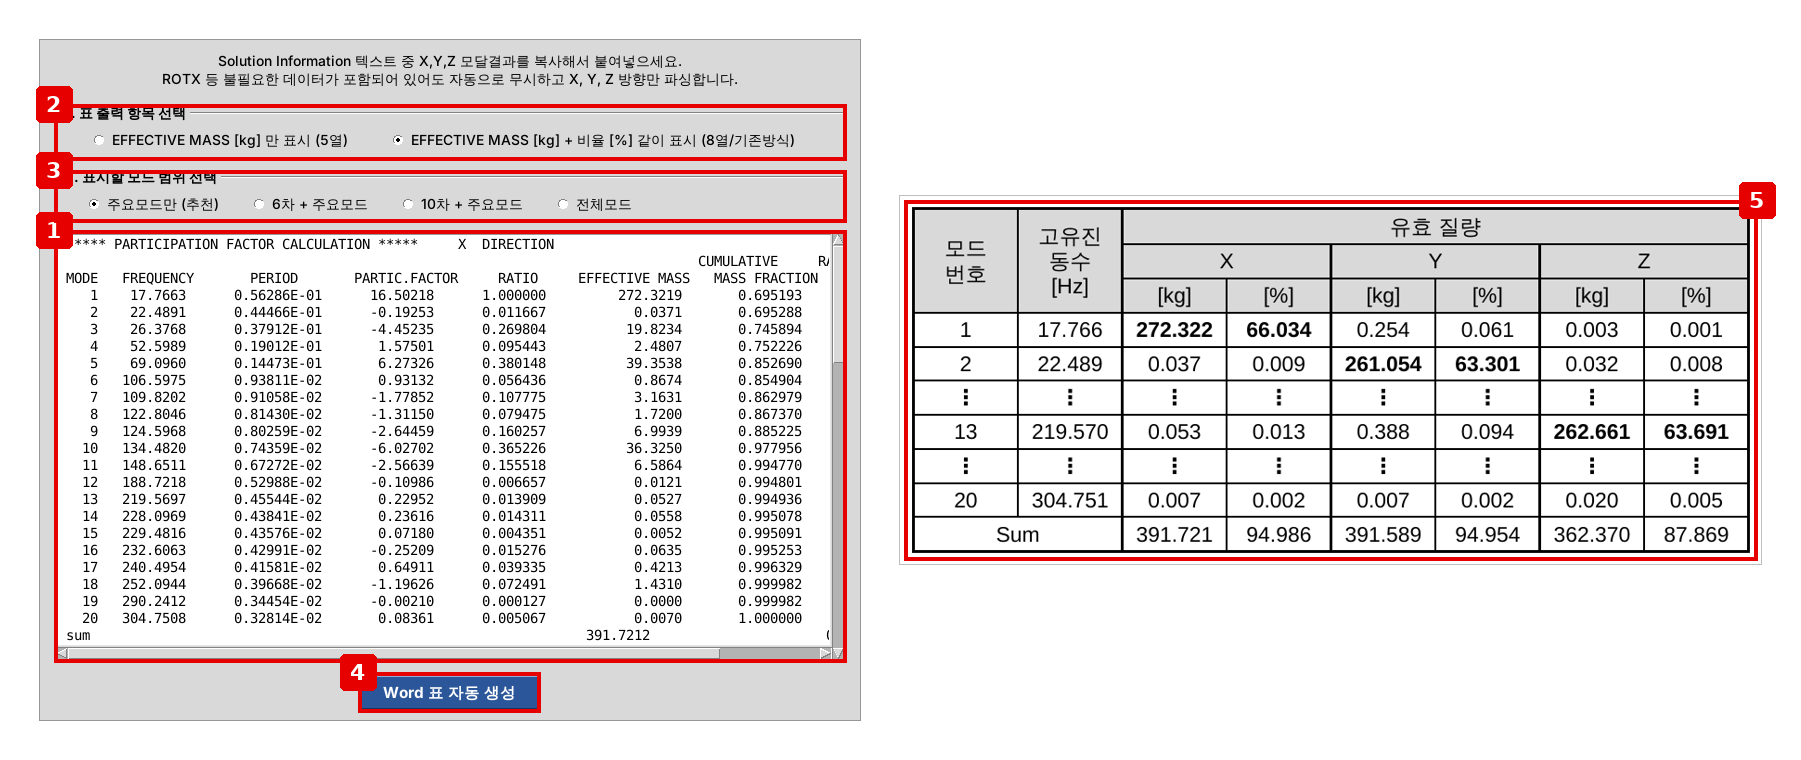 Solution Information 텍스트 중 X,Y,Z 모달결과를 복사해서 붙여넣으세요.
ROTX 등 불필요한 데이터가 포함되어 있어도 자동으로 무시하고 X, Y, Z 방향만 파싱합니다.
2
. 표 출력 항목 선택
EFFECTIVE MASS [kg] 만 표시 (5열) EFFECTIVE MASS [kg] + 비율 [%] 같이 표시 (8열/기존방식)
3
. 표시할 모드 범위 선택
주요모드만 (추천) 6차 + 주요모드 10차 + 주요모드 전체모드
1
**** PARTICIPATION FACTOR CALCULATION ***** X DIRECTION
CUMULATIVE
MODE FREQUENCY PERIOD PARTIC.FACTOR RATIO EFFECTIVE MASS MASS FRACTION
1 17.7663 0.56286E-01 16.50218 1.000000 272.3219 0.695193
2 22.4891 0.44466E-01 -0.19253 0.011667 0.0371 0.695288
3 26.3768 0.37912E-01 -4.45235 0.269804 19.8234 0.745894
4 52.5989 0.19012E-01 1.57501 0.095443 2.4807 0.752226
5 69.0960 0.14473E-01 6.27326 0.380148 39.3538 0.852690
6 106.5975 0.93811E-02 0.93132 0.056436 0.8674 0.854904
7 109.8202 0.91058E-02 -1.77852 0.107775 3.1631 0.862979
8 122.8046 0.81430E-02 -1.31150 0.079475 1.7200 0.867370
9 124.5968 0.80259E-02 -2.64459 0.160257 6.9939 0.885225
10 134.4820 0.74359E-02 -6.02702 0.365226 36.3250 0.977956
11 148.6511 0.67272E-02 -2.56639 0.155518 6.5864 0.994770
12 188.7218 0.52988E-02 -0.10986 0.006657 0.0121 0.994801
13 219.5697 0.45544E-02 0.22952 0.013909 0.0527 0.994936
14 228.0969 0.43841E-02 0.23616 0.014311 0.0558 0.995078
15 229.4816 0.43576E-02 0.07180 0.004351 0.0052 0.995091
16 232.6063 0.42991E-02 -0.25209 0.015276 0.0635 0.995253
17 240.4954 0.41581E-02 0.64911 0.039335 0.4213 0.996329
18 252.0944 0.39668E-02 -1.19626 0.072491 1.4310 0.999982
19 290.2412 0.34454E-02 -0.00210 0.000127 0.0000 0.999982
20 304.7508 0.32814E-02 0.08361 0.005067 0.0070 1.000000
sum 391.7212
4
Word 표 자동 생성
5
모드 번호 고유진동수 [Hz] 유효 질량
X Y Z
[kg] [%] [kg] [%] [kg] [%]
1 17.766 272.322 66.034 0.254 0.061 0.003 0.001
2 22.489 0.037 0.009 261.054 63.301 0.032 0.008
⋮ ⋮ ⋮ ⋮ ⋮ ⋮ ⋮ ⋮
13 219.570 0.053 0.013 0.388 0.094 262.661 63.691
⋮ ⋮ ⋮ ⋮ ⋮ ⋮ ⋮ ⋮
20 304.751 0.007 0.002 0.007 0.002 0.020 0.005
Sum 391.721 94.986 391.589 94.954 362.370 87.869